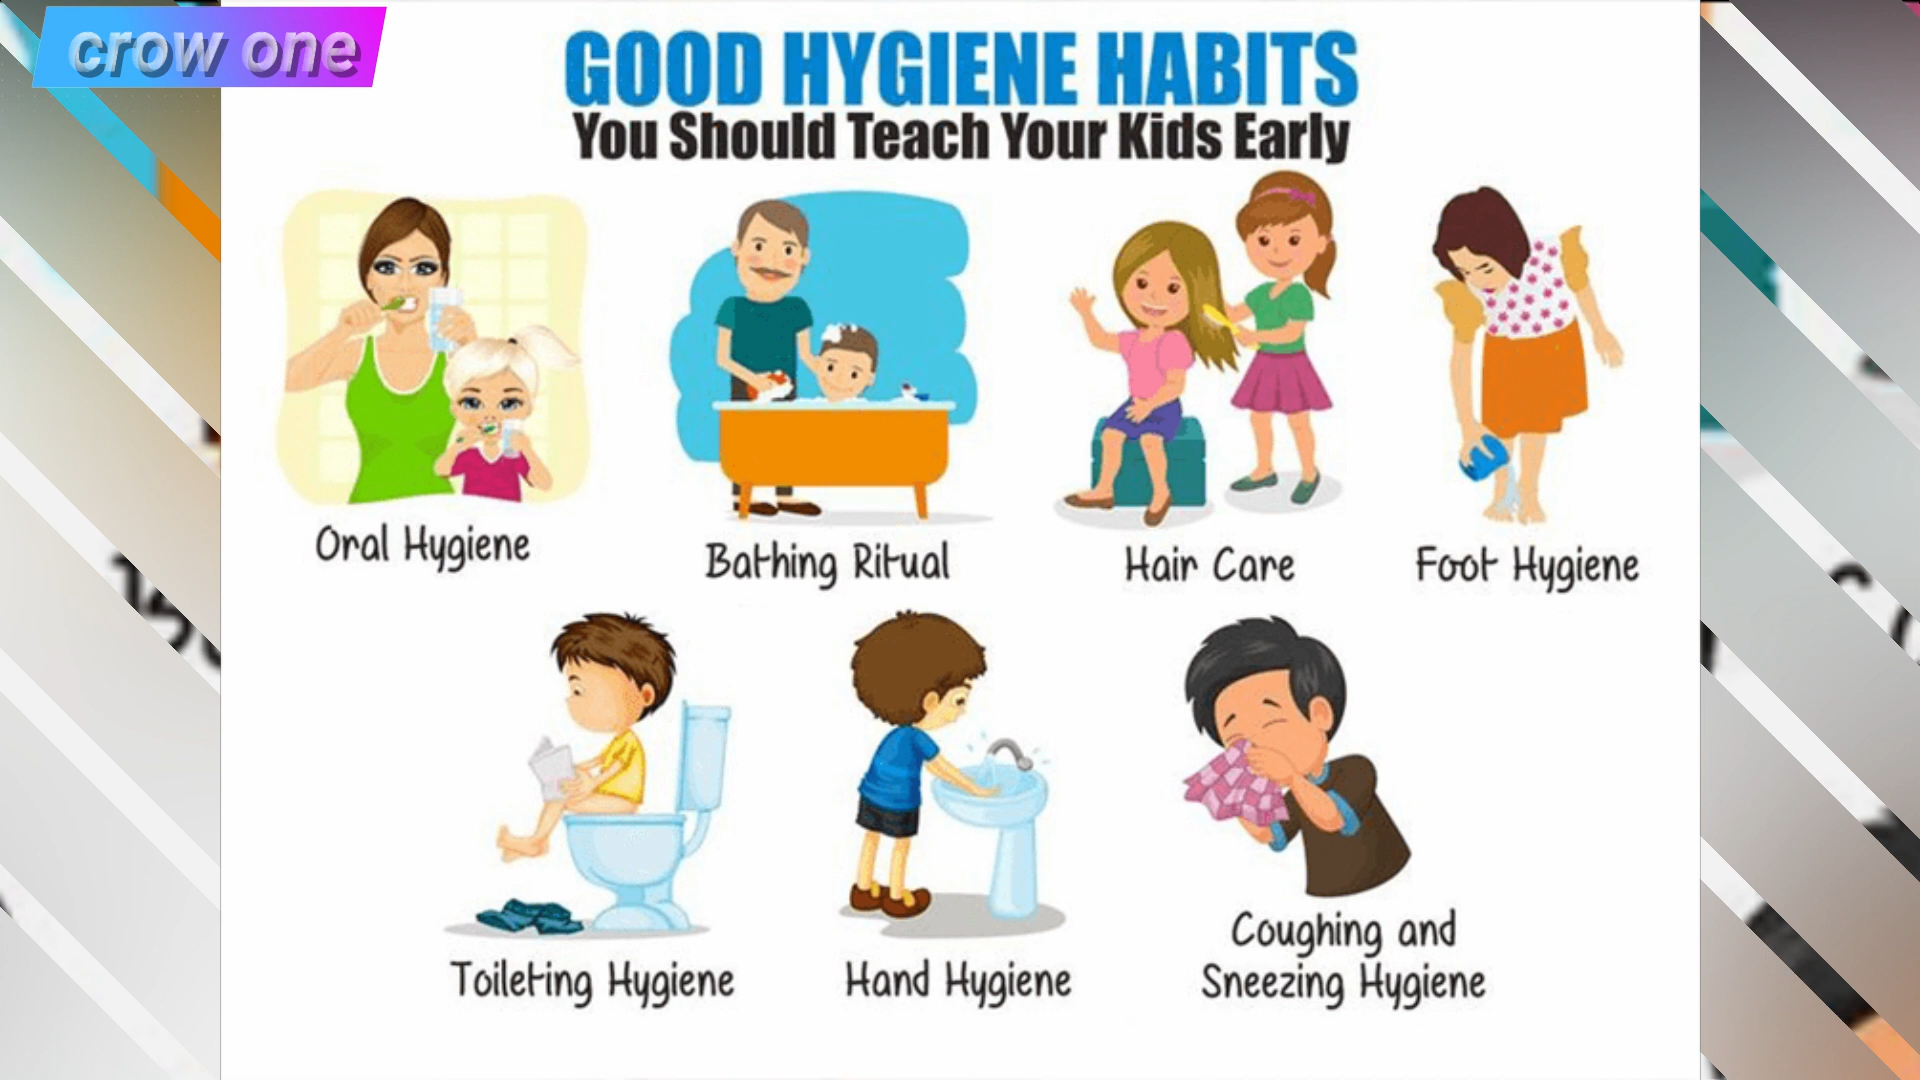 crow one
GOOD HYGIENE HABITS
You Should Teach Your Kids Early
Oral Hygiene
Bathing Ritual
Hair Care
Foot Hygiene
Toileting Hygiene
Hand Hygiene
Coughing and
Sneezing Hygiene